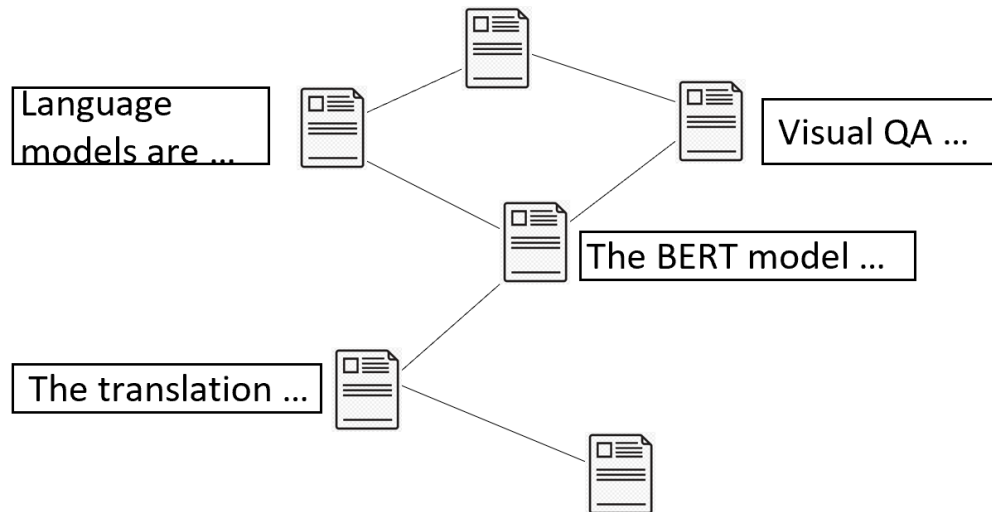 Language
models are ...
Visual QA ...
The BERT model ...
The translation ...